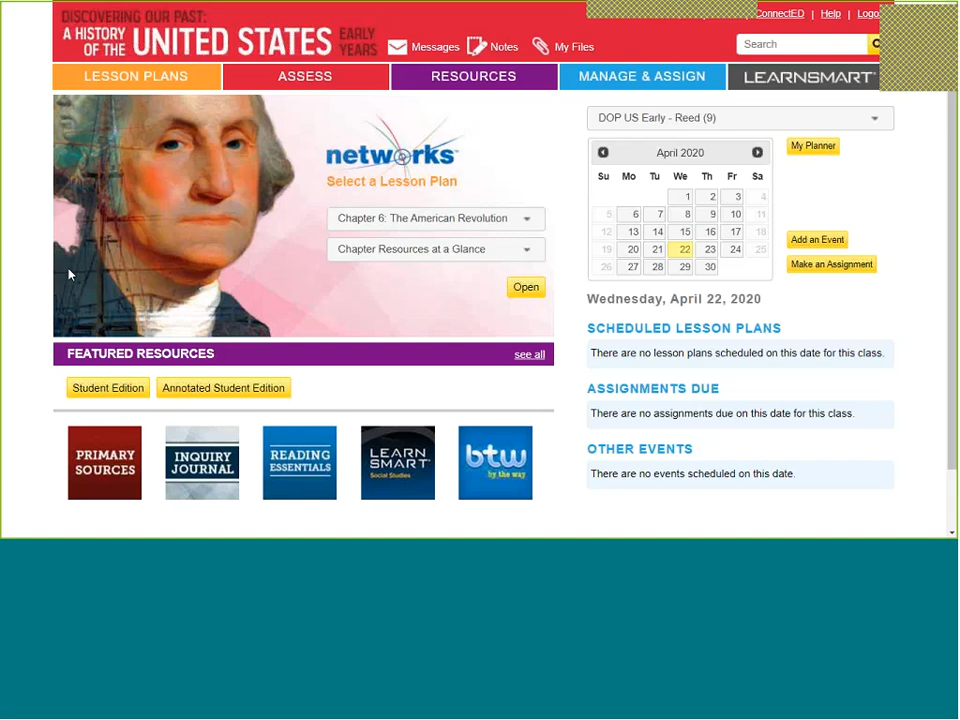 DISCOVERING OUR PAST:
A HISTORY OF THE UNITED STATES EARLY YEARS
Messages Notes My Files
ConnectED | Help | Logo
Search
LESSON PLANS ASSESS RESOURCES MANAGE & ASSIGN LEARNSMART
netw@rks
Select a Lesson Plan
Chapter 6: The American Revolution
Chapter Resources at a Glance
Open
FEATURED RESOURCES see all
Student Edition Annotated Student Edition
PRIMARY SOURCES
INQUIRY JOURNAL
READING ESSENTIALS
LEARN SMART Social Studies
btw by the way
DOP US Early - Reed (9)
April 2020
Su Mo Tu We Th Fr Sa
1 2 3 4
5 6 7 8 9 10 11
12 13 14 15 16 17 18
19 20 21 22 23 24 25
26 27 28 29 30
My Planner
Add an Event
Make an Assignment
Wednesday, April 22, 2020
SCHEDULED LESSON PLANS
There are no lesson plans scheduled on this date for this class.
ASSIGNMENTS DUE
There are no assignments due on this date for this class.
OTHER EVENTS
There are no events scheduled on this date.